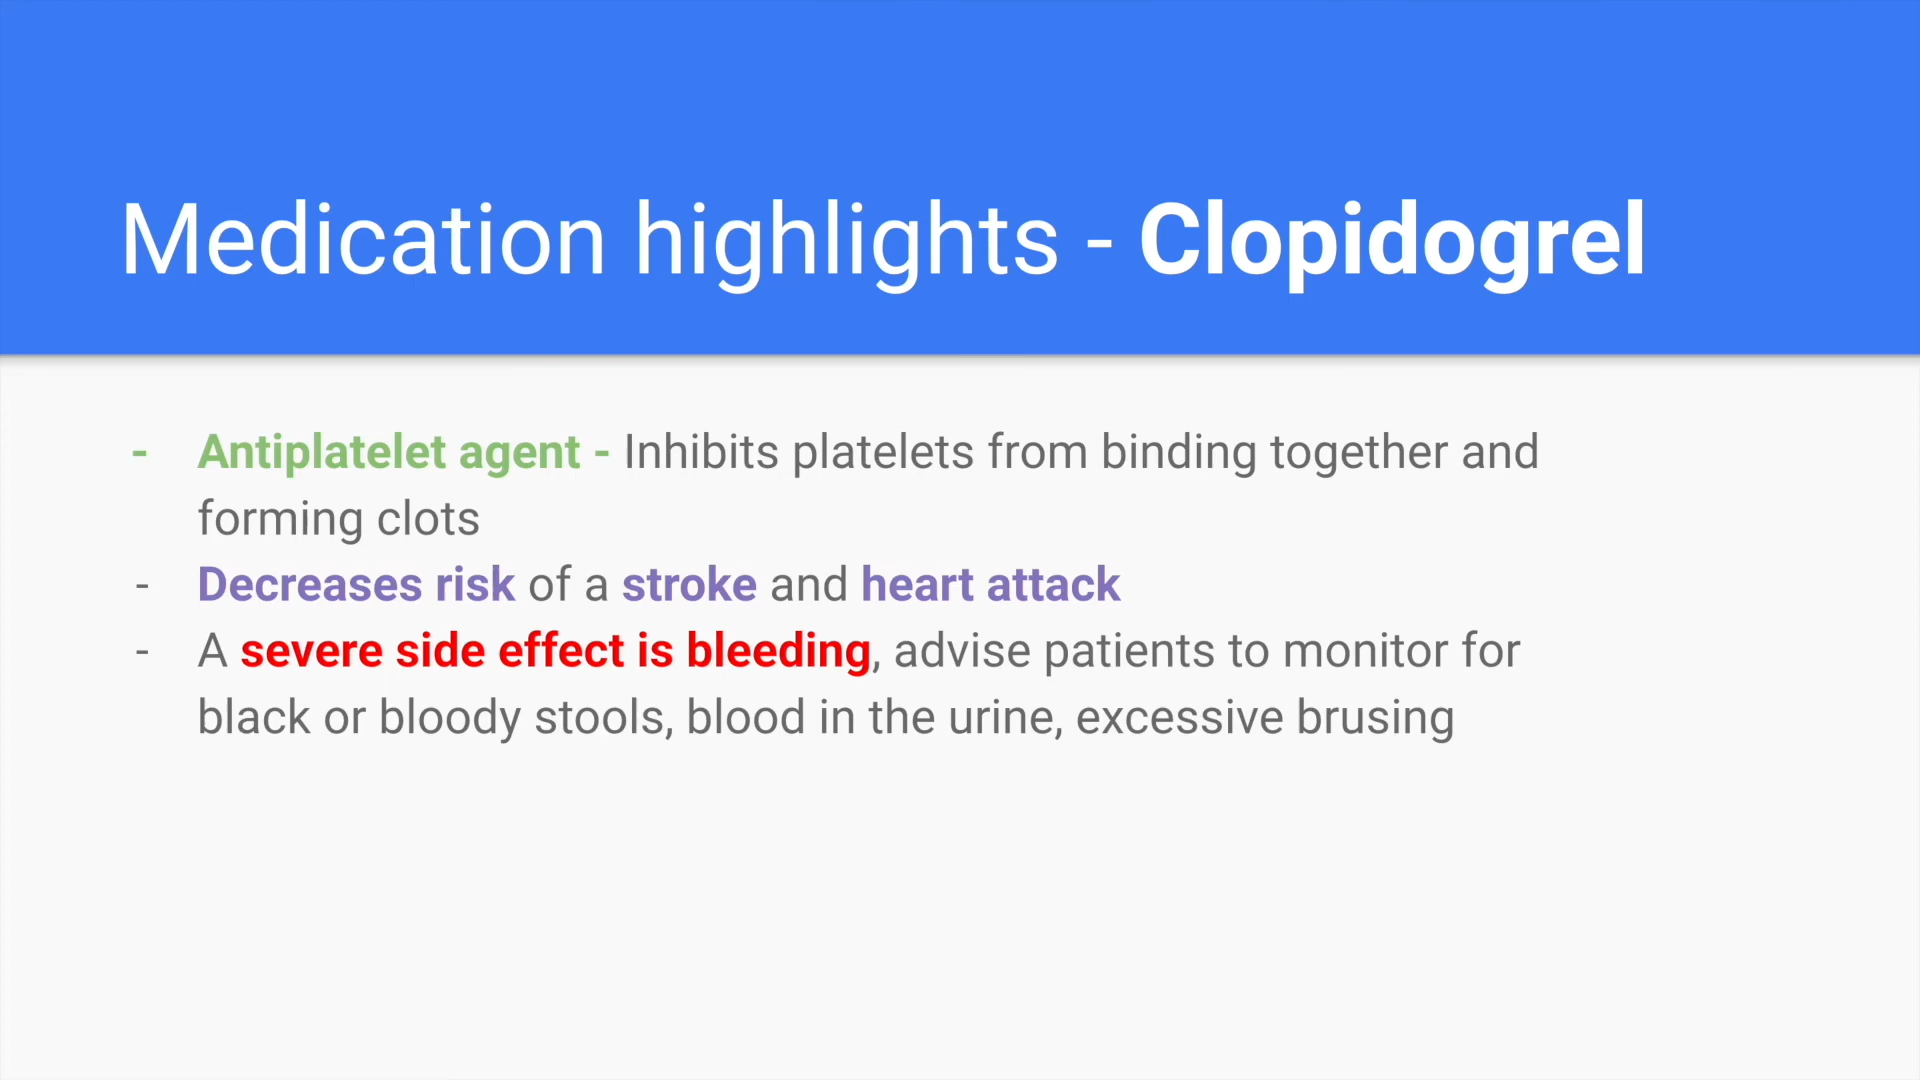 Medication highlights - Clopidogrel
- Antiplatelet agent - Inhibits platelets from binding together and
forming clots
- Decreases risk of a stroke and heart attack
- A severe side effect is bleeding, advise patients to monitor for
black or bloody stools, blood in the urine, excessive brusing